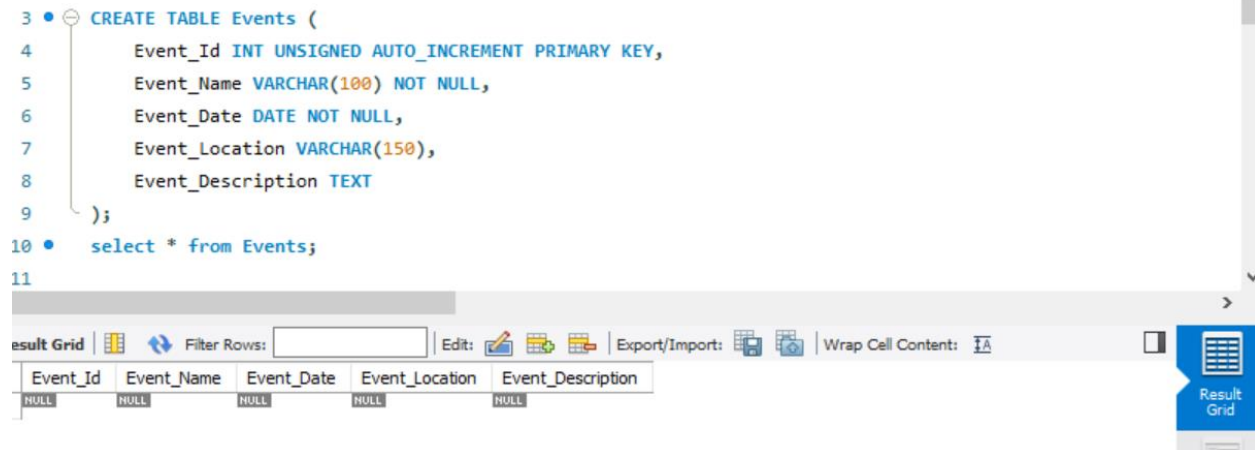 3 CREATE TABLE Events (
4 Event_Id INT UNSIGNED AUTO_INCREMENT PRIMARY KEY,
5 Event_Name VARCHAR(100) NOT NULL,
6 Event_Date DATE NOT NULL,
7 Event_Location VARCHAR(150),
8 Event_Description TEXT
9 );
10 select * from Events;
11
esult Grid Filter Rows: Edit: Export/Import: Wrap Cell Content: IA
Event_Id Event_Name Event_Date Event_Location Event_Description
NULL NULL NULL NULL NULL
Result
Grid